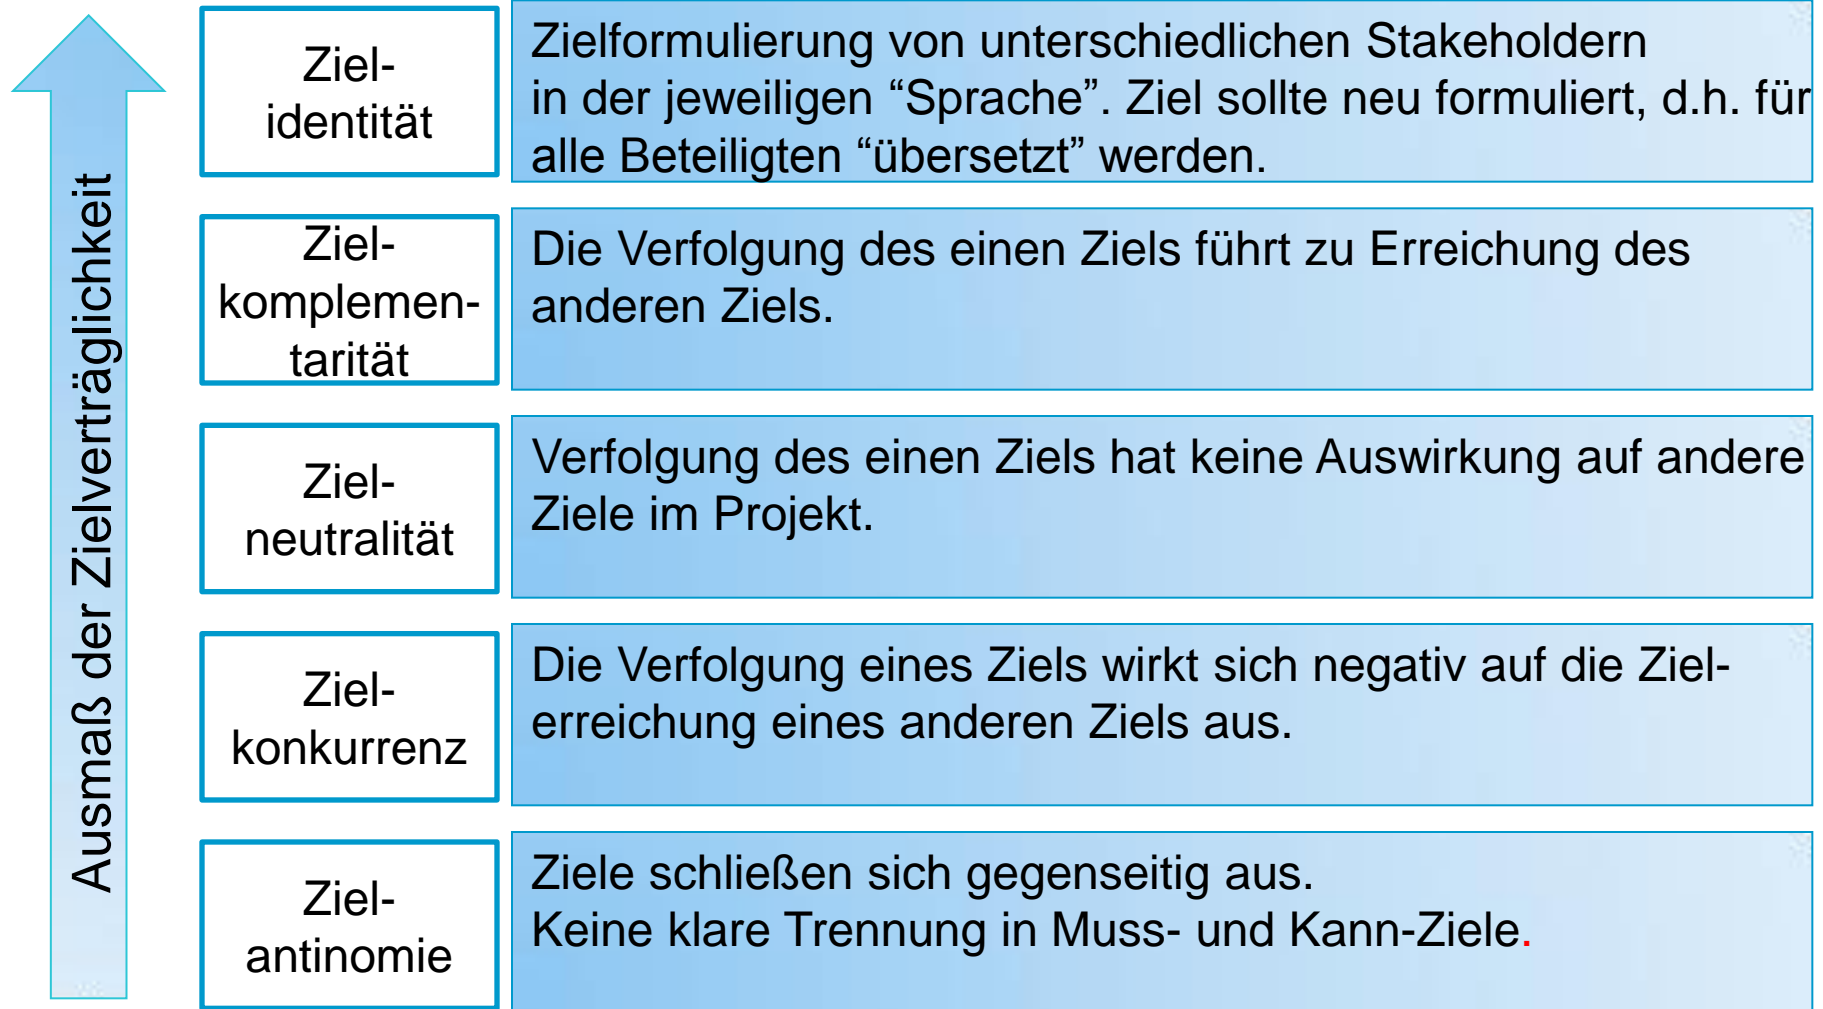 Ausmaß der Zielverträglichkeit
Ziel-
identität
Zielformulierung von unterschiedlichen Stakeholdern
in der jeweiligen “Sprache”. Ziel sollte neu formuliert, d.h. für
alle Beteiligten “übersetzt” werden.
Ziel-
komplemen-
tarität
Die Verfolgung des einen Ziels führt zu Erreichung des
anderen Ziels.
Ziel-
neutralität
Verfolgung des einen Ziels hat keine Auswirkung auf andere
Ziele im Projekt.
Ziel-
konkurrenz
Die Verfolgung eines Ziels wirkt sich negativ auf die Ziel-
erreichung eines anderen Ziels aus.
Ziel-
antinomie
Ziele schließen sich gegenseitig aus.
Keine klare Trennung in Muss- und Kann-Ziele.